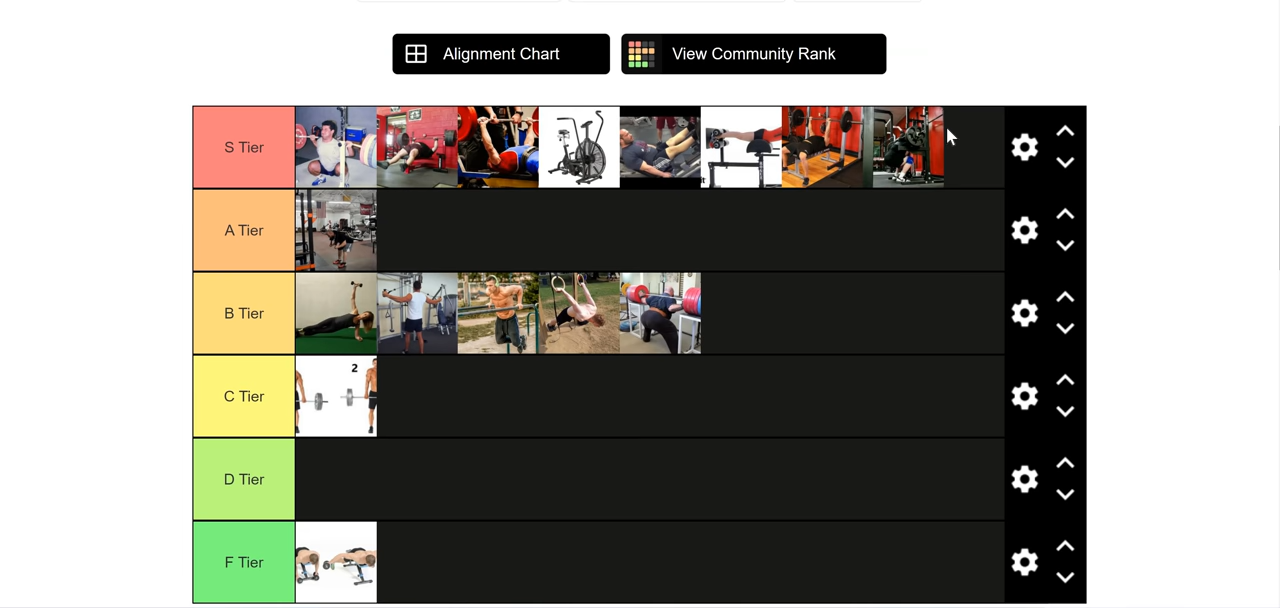 Alignment Chart
View Community Rank
S Tier
A Tier
B Tier
C Tier
2
D Tier
F Tier